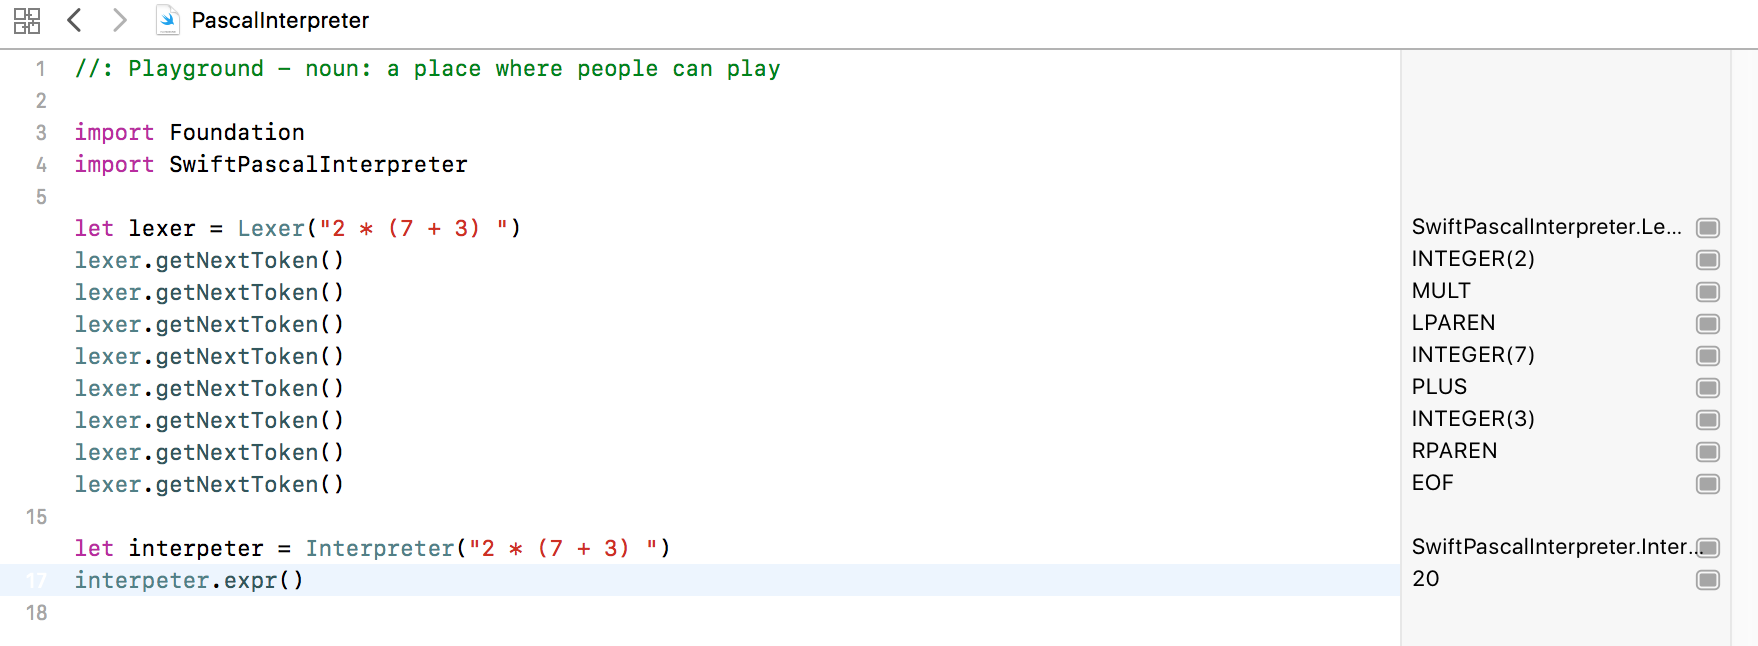 PascalInterpreter
1 //: Playground – noun: a place where people can play
2
3 import Foundation
4 import SwiftPascalInterpreter
5
let lexer = Lexer("2 * (7 + 3) ") SwiftPascalInterpreter.Le...
lexer.getNextToken() INTEGER(2)
lexer.getNextToken() MULT
lexer.getNextToken() LPAREN
lexer.getNextToken() INTEGER(7)
lexer.getNextToken() PLUS
lexer.getNextToken() INTEGER(3)
lexer.getNextToken() RPAREN
lexer.getNextToken() EOF
15
let interpeter = Interpreter("2 * (7 + 3) ") SwiftPascalInterpreter.Inter...
17 interpeter.expr() 20
18